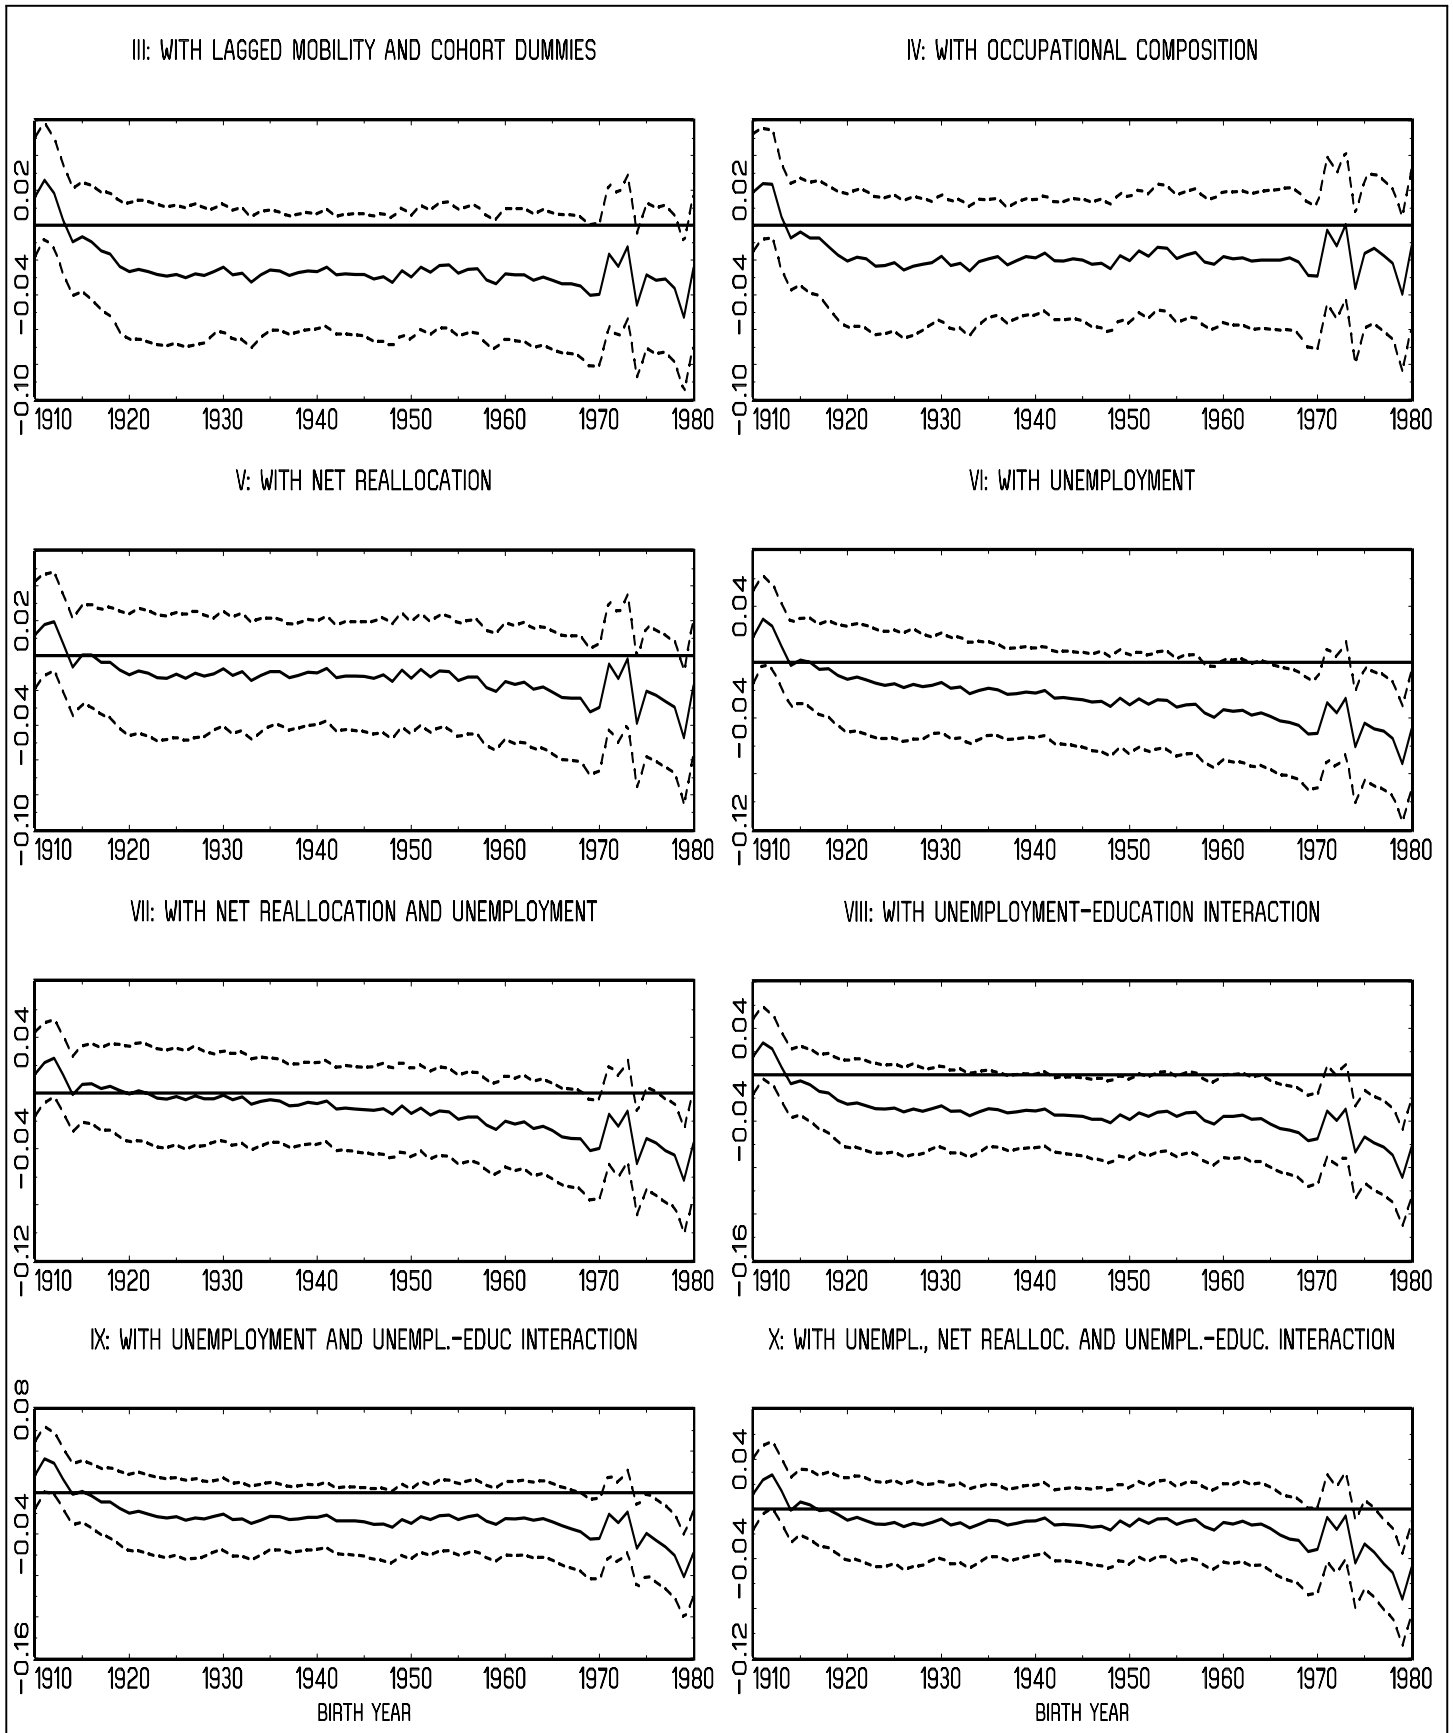 III: WITH LAGGED MOBILITY AND COHORT DUMMIES
IV: WITH OCCUPATIONAL COMPOSITION
0.02
-0.04
-0.10
1910 1920 1930 1940 1950 1960 1970 1980
0.02
-0.04
-0.10
1910 1920 1930 1940 1950 1960 1970 1980
V: WITH NET REALLOCATION
VI: WITH UNEMPLOYMENT
0.02
-0.04
-0.10
1910 1920 1930 1940 1950 1960 1970 1980
0.04
-0.04
-0.12
1910 1920 1930 1940 1950 1960 1970 1980
VII: WITH NET REALLOCATION AND UNEMPLOYMENT
VIII: WITH UNEMPLOYMENT-EDUCATION INTERACTION
0.04
-0.04
-0.12
1910 1920 1930 1940 1950 1960 1970 1980
0.04
-0.04
-0.16
1910 1920 1930 1940 1950 1960 1970 1980
IX: WITH UNEMPLOYMENT AND UNEMPL.-EDUC INTERACTION
X: WITH UNEMPL., NET REALLOC. AND UNEMPL.-EDUC. INTERACTION
0.08
-0.04
-0.16
1910 1920 1930 1940 1950 1960 1970 1980
BIRTH YEAR
0.04
-0.04
-0.12
1910 1920 1930 1940 1950 1960 1970 1980
BIRTH YEAR